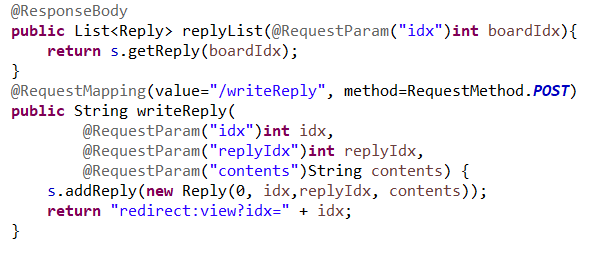 @ResponseBody
public List<Reply> replyList(@RequestParam("idx")int boardIdx){
    return s.getReply(boardIdx);
}
@RequestMapping(value="/writeReply", method=RequestMethod.POST)
public String writeReply(
        @RequestParam("idx")int idx,
        @RequestParam("replyIdx")int replyIdx,
        @RequestParam("contents")String contents) {
    s.addReply(new Reply(0, idx,replyIdx, contents));
    return "redirect:view?idx=" + idx;
}